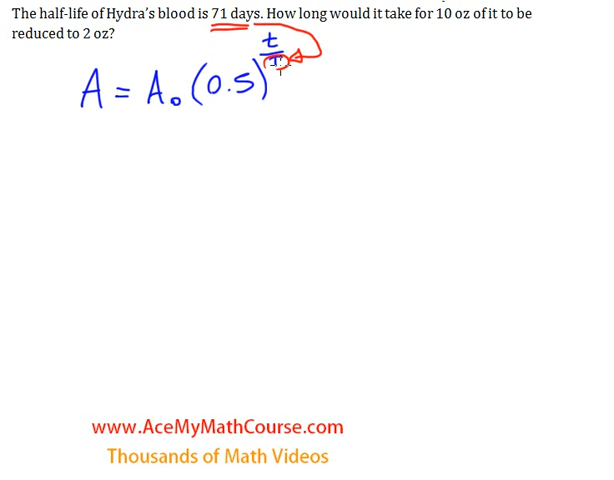 The half-life of Hydra's blood is 71 days. How long would it take for 10 oz of it to be
reduced to 2 oz?
A = A₀ (0.5)^(t/T)
www.AceMyMathCourse.com
Thousands of Math Videos